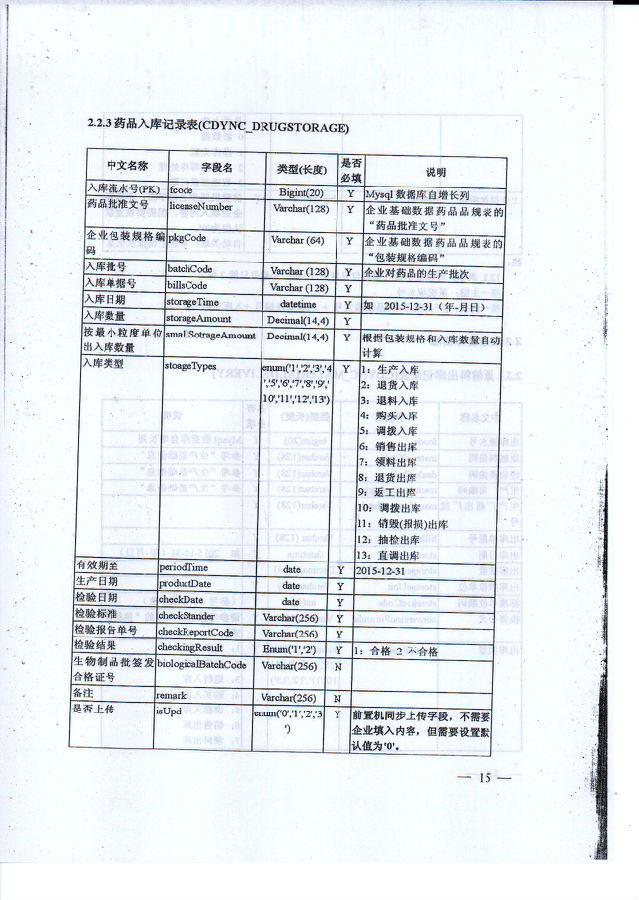 2.2.3 药品入库记录表(CDYNC_DRUGSTORAGE)
中文名称 字段名 类型(长度) 是否必填 说明
入库流水号(PK) fcode Bigint(20) Y Mysql 数据库自增长列
药品批准文号 licenseNumber Varchar(128) Y 企业基础数据药品品规表的
“药品批准文号”
企业包装规格编 pkgCode Varchar (64) Y 企业基础数据药品品规表的
码 “包装规格编码”
入库批号 batchCode Varchar (128) Y 企业对药品的生产批次
入库单据号 billsCode Varchar (128) Y
入库日期 storageTime datetime Y 如 2015-12-31（年-月日）
入库数量 storageAmount Decimal(14,4) Y
按最小粒度单位 smallSotrageAmount Decimal(14,4) Y 根据包装规格和入库数量自动
出入库数量 计算
入库类型 stoageTypes enum('1','2','3','4 Y 1：生产入库
','5','6','7','8','9',' 2：退货入库
10','11','12','13') 3：退料入库
4：购买入库
5：调拨入库
6：销售出库
7：领料出库
8：退货出库
9：返工出库
10：调拨出库
11：销毁(报损)出库
12：抽检出库
13：直调出库
有效期至 periodTime date Y 2015-12-31
生产日期 productDate date Y
检验日期 checkDate date Y
检验标准 checkStander Varchar(256) Y
检验报告单号 checkReportCode Varchar(256) Y
检验结果 checkingResult Enum('1','2') Y 1：合格 2 不合格
生物制品批签发 biologicalBatchCode Varchar(256) N
合格证号
备注 remark Varchar(256) N
是否上传 isUpd enum('0','1','2','3 Y 前置机同步上传字段，不需要
') 企业填入内容，但需要设置默
认值为'0'。
— 15 —